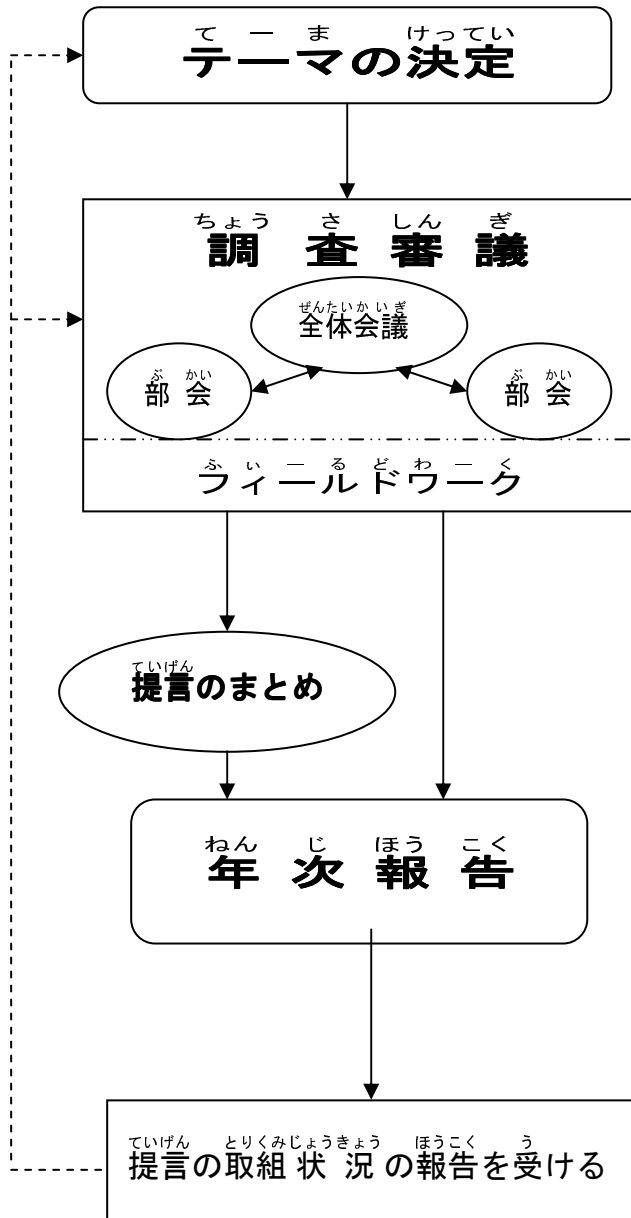 て ー ま けってい
テーマの決定
ちょう さ しん ぎ
調査審議
ぜんたいかいぎ
全体会議
ぶ かい
部会
ぶ かい
部会
ふぃーるどわーく
フィールドワーク
ていげん
提言のまとめ
ねん じ ほう こく
年次報告
ていげん とりくみじょうきょう ほうこく う
提言の取組状況の報告を受ける